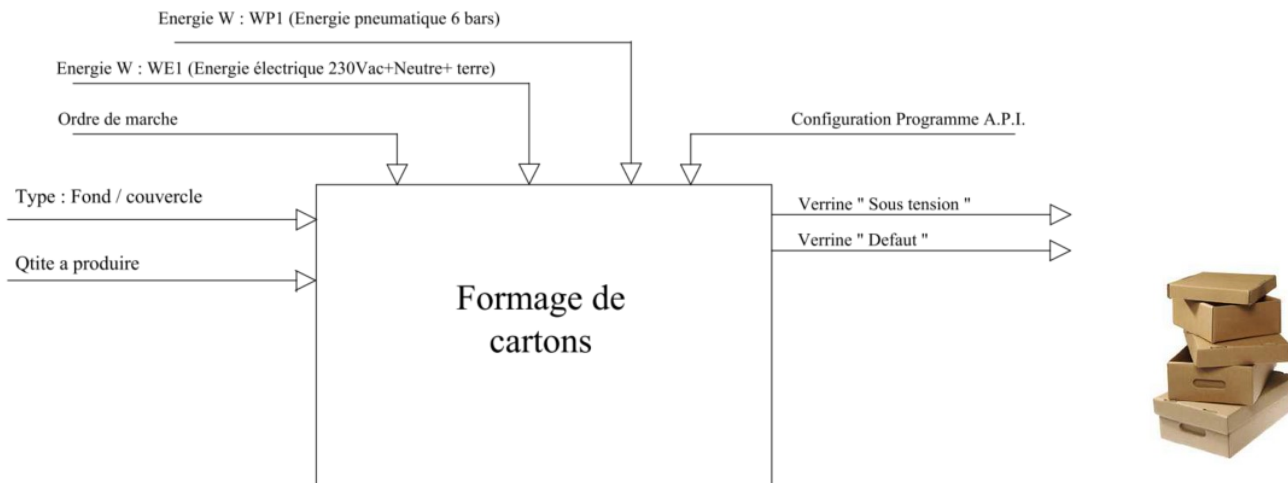 Energie W : WP1 (Energie pneumatique 6 bars)
Energie W : WE1 (Energie électrique 230Vac+Neutre+ terre)
Ordre de marche
Configuration Programme A.P.I.
Type : Fond / couvercle
Verrine " Sous tension "
Verrine " Defaut "
Qtite a produire
Formage de
cartons